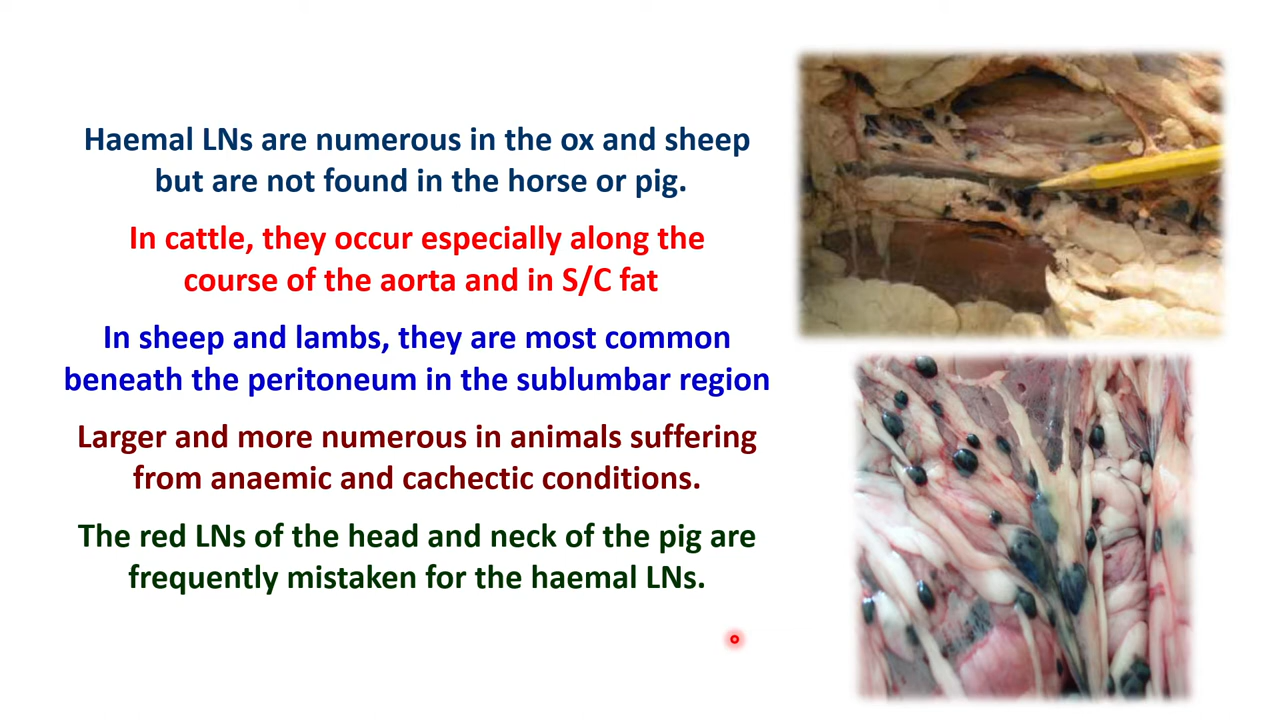 Haemal LNs are numerous in the ox and sheep
but are not found in the horse or pig.
In cattle, they occur especially along the
course of the aorta and in S/C fat
In sheep and lambs, they are most common
beneath the peritoneum in the sublumbar region
Larger and more numerous in animals suffering
from anaemic and cachectic conditions.
The red LNs of the head and neck of the pig are
frequently mistaken for the haemal LNs.